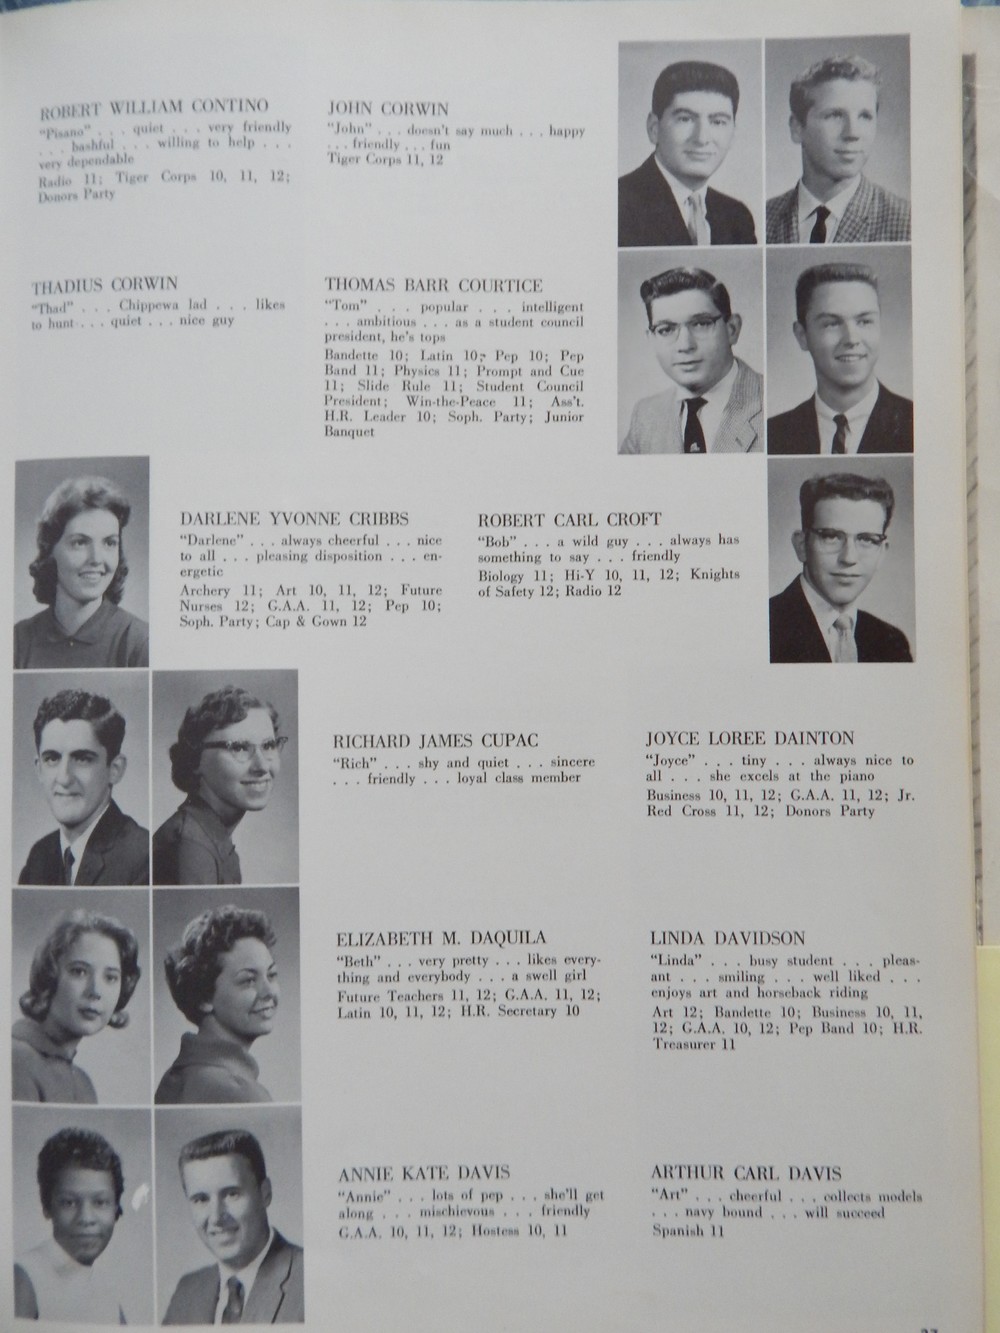 ROBERT WILLIAM CONTINO
"Pisano" . . . quiet . . . very friendly
. . . bashful . . . willing to help . . .
very dependable
Radio 11; Tiger Corps 10, 11, 12;
Donors Party
JOHN CORWIN
"John" . . . doesn't say much . . . happy
. . . friendly . . . fun
Tiger Corps 11, 12
THADIUS CORWIN
"Thad" . . . Chippewa lad . . . likes
to hunt . . . quiet . . . nice guy
THOMAS BARR COURTICE
"Tom" . . . popular . . . intelligent
. . . ambitious . . . as a student council
president, he's tops
Bandette 10; Latin 10; Pep 10; Pep
Band 11; Physics 11; Prompt and Cue
11; Slide Rule 11; Student Council
President; Win-the-Peace 11; Ass't.
H.R. Leader 10; Soph. Party; Junior
Banquet
DARLENE YVONNE CRIBBS
"Darlene" . . . always cheerful . . . nice
to all . . . pleasing disposition . . . en-
ergetic
Archery 11; Art 10, 11, 12; Future
Nurses 12; G.A.A. 11, 12; Pep 10;
Soph. Party; Cap & Gown 12
ROBERT CARL CROFT
"Bob" . . . a wild guy . . . always has
something to say . . . friendly
Biology 11; Hi-Y 10, 11, 12; Knights
of Safety 12; Radio 12
RICHARD JAMES CUPAC
"Rich" . . . shy and quiet . . . sincere
. . . friendly . . . loyal class member
JOYCE LOREE DAINTON
"Joyce" . . . tiny . . . always nice to
all . . . she excels at the piano
Business 10, 11, 12; G.A.A. 11, 12; Jr.
Red Cross 11, 12; Donors Party
ELIZABETH M. DAQUILA
"Beth" . . . very pretty . . . likes every-
thing and everybody . . . a swell girl
Future Teachers 11, 12; G.A.A. 11, 12;
Latin 10, 11, 12; H.R. Secretary 10
LINDA DAVIDSON
"Linda" . . . busy student . . . pleas-
ant . . . smiling . . . well liked . . .
enjoys art and horseback riding
Art 12; Bandette 10; Business 10, 11,
12; G.A.A. 10, 12; Pep Band 10; H.R.
Treasurer 11
ANNIE KATE DAVIS
"Annie" . . . lots of pep . . . she'll get
along . . . mischievous . . . friendly
G.A.A. 10, 11, 12; Hostess 10, 11
ARTHUR CARL DAVIS
"Art" . . . cheerful . . . collects models
. . . navy bound . . . will succeed
Spanish 11